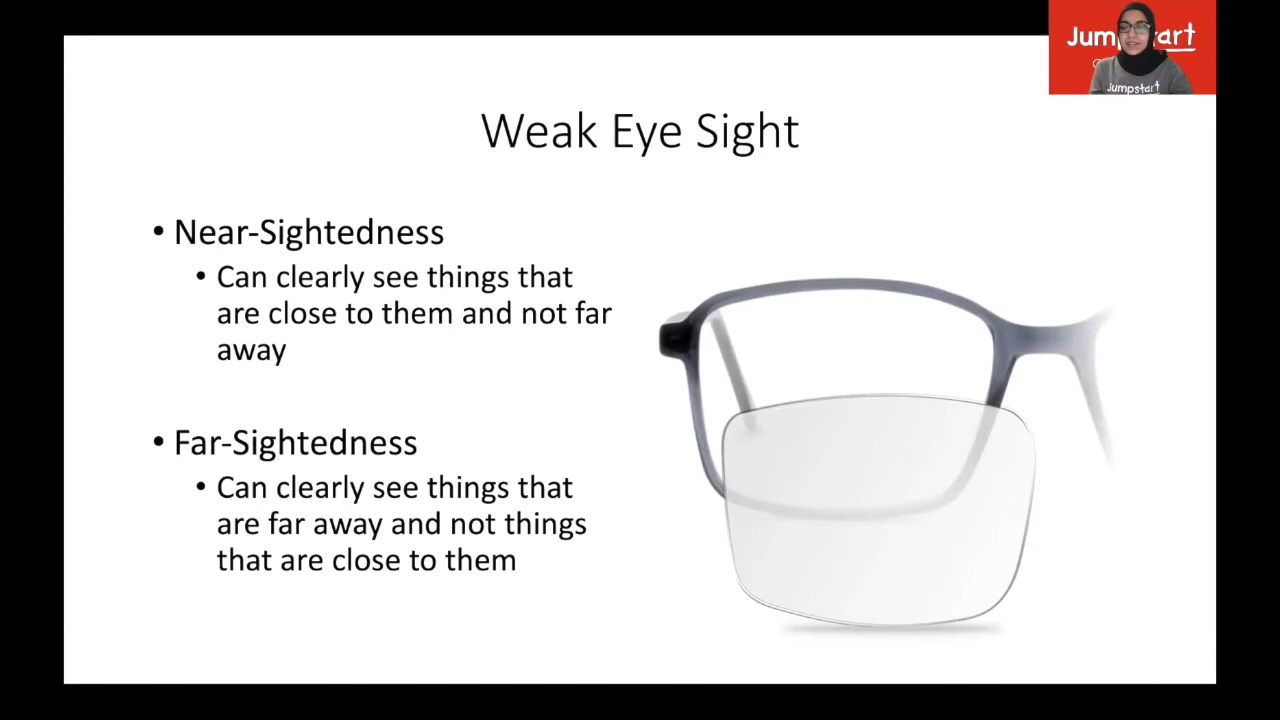 Jumpstart
Weak Eye Sight
• Near-Sightedness
• Can clearly see things that
are close to them and not far
away
• Far-Sightedness
• Can clearly see things that
are far away and not things
that are close to them